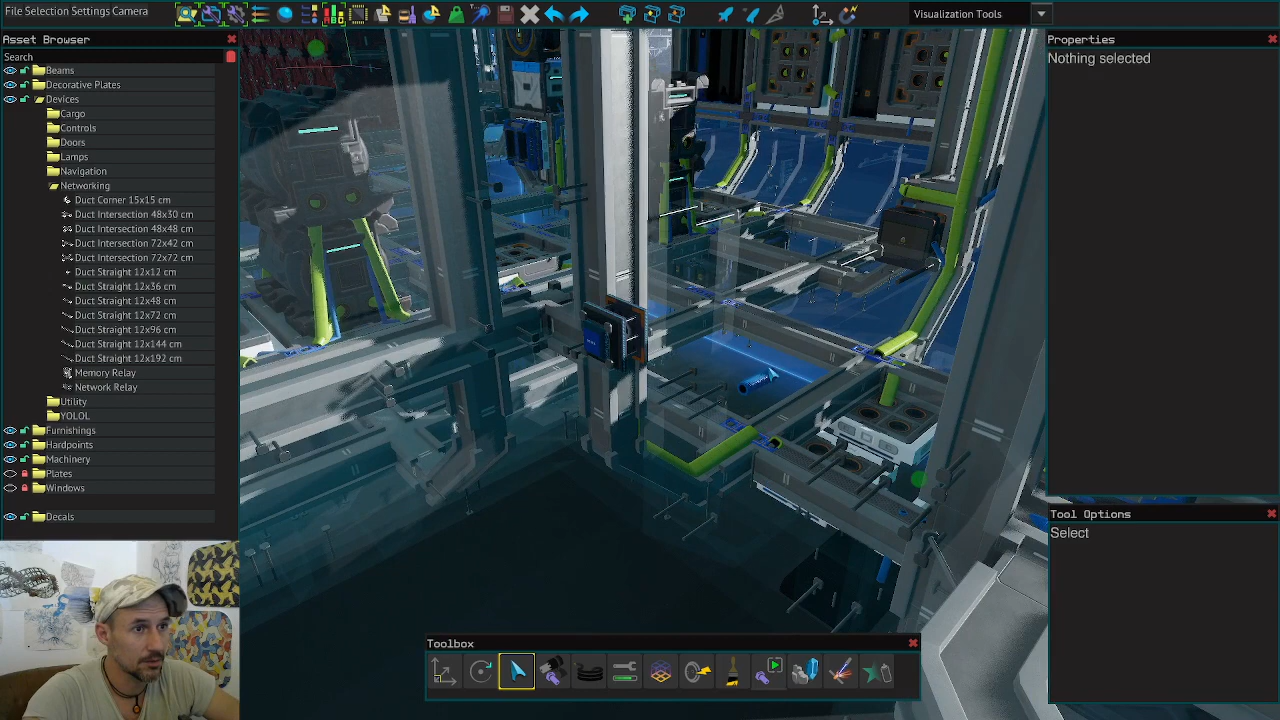 File Selection Settings Camera
Visualization Tools
Asset Browser
Search
Beams
Decorative Plates
Devices
Cargo
Controls
Doors
Lamps
Navigation
Networking
Duct Corner 15x15 cm
Duct Intersection 48x30 cm
Duct Intersection 48x48 cm
Duct Intersection 72x42 cm
Duct Intersection 72x72 cm
Duct Straight 12x12 cm
Duct Straight 12x36 cm
Duct Straight 12x48 cm
Duct Straight 12x72 cm
Duct Straight 12x96 cm
Duct Straight 12x144 cm
Duct Straight 12x192 cm
Memory Relay
Network Relay
Utility
YOLOL
Furnishings
Hardpoints
Machinery
Plates
Windows
Decals
Properties
Nothing selected
Tool Options
Select
Toolbox